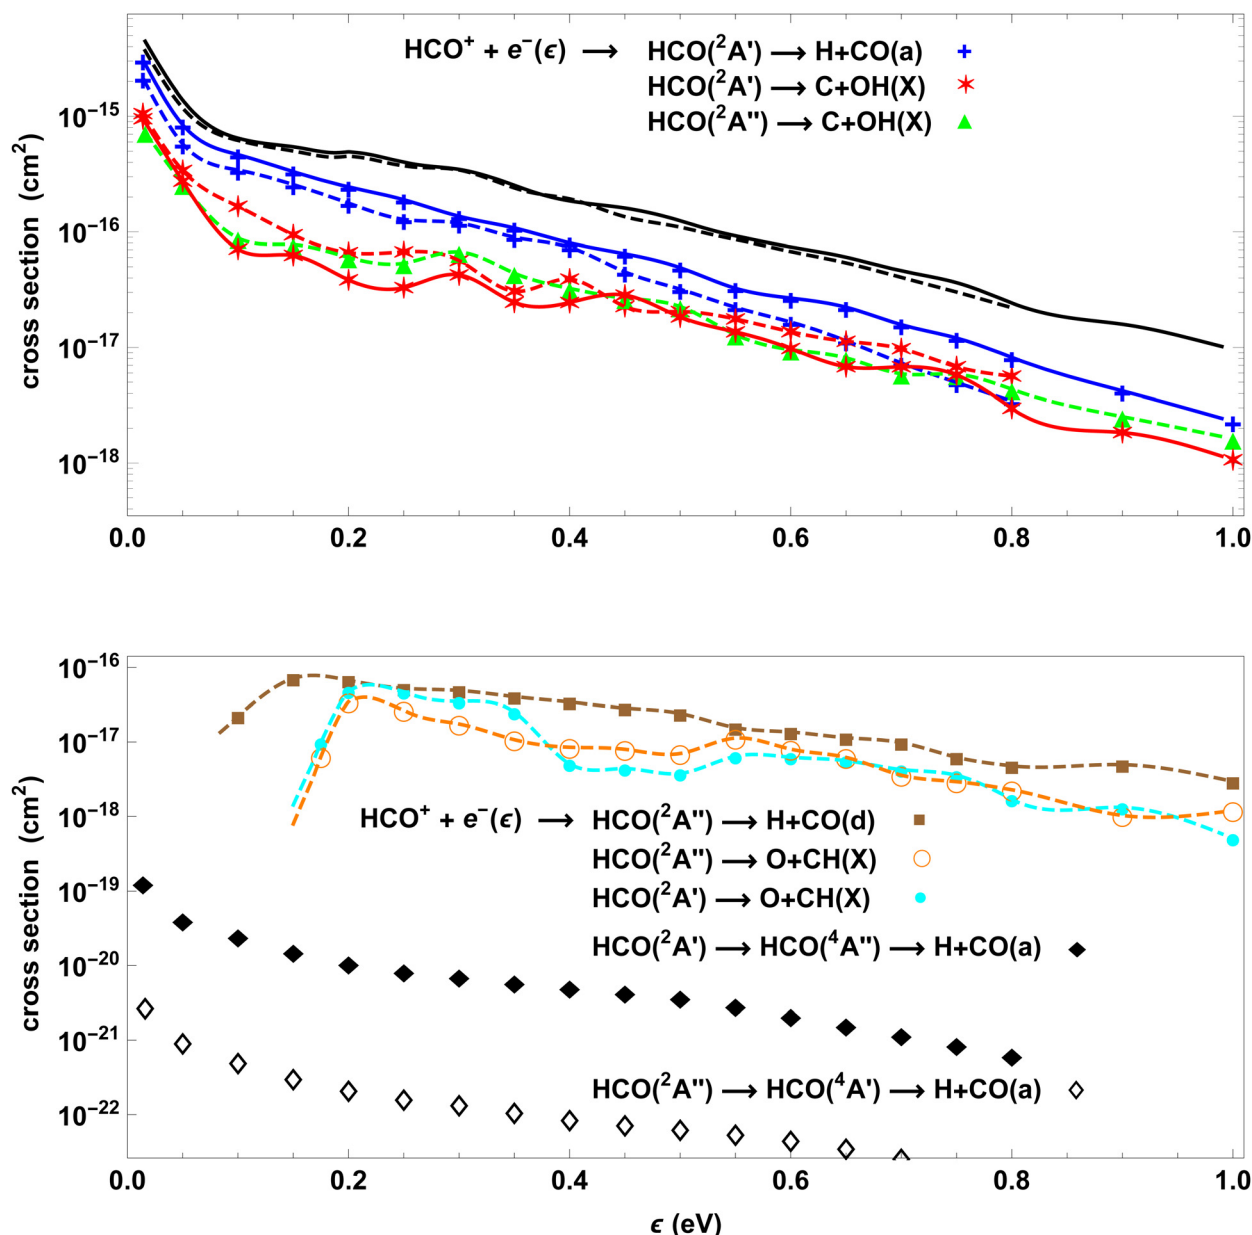 HCO⁺ + e⁻(ϵ) ⟶ HCO(²A') ⟶ H+CO(a)
HCO(²A') ⟶ C+OH(X)
HCO(²A'') ⟶ C+OH(X)
cross section (cm²)
10⁻¹⁵
10⁻¹⁶
10⁻¹⁷
10⁻¹⁸
0.0 0.2 0.4 0.6 0.8 1.0
cross section (cm²)
10⁻¹⁶
10⁻¹⁷
10⁻¹⁸
10⁻¹⁹
10⁻²⁰
10⁻²¹
10⁻²²
HCO⁺ + e⁻(ϵ) ⟶ HCO(²A'') ⟶ H+CO(d)
HCO(²A'') ⟶ O+CH(X)
HCO(²A') ⟶ O+CH(X)
HCO(²A') ⟶ HCO(⁴A'') ⟶ H+CO(a)
HCO(²A'') ⟶ HCO(⁴A') ⟶ H+CO(a)
0.0 0.2 0.4 0.6 0.8 1.0
ϵ (eV)